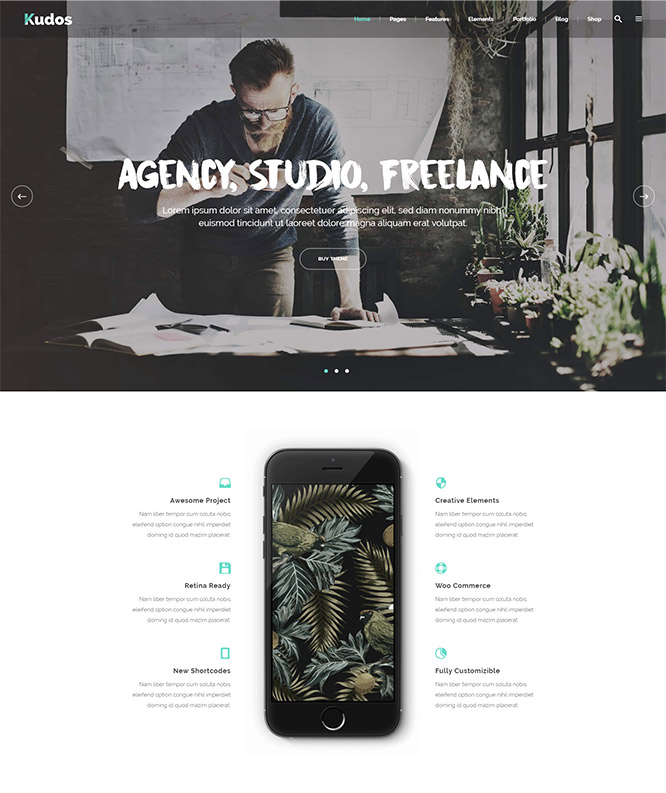 Kudos
Home Pages Features Elements Portfolio Blog Shop
AGENCY, STUDIO, FREELANCE
Lorem ipsum dolor sit amet, consectetuer adipiscing elit, sed diam nonummy nibh
euismod tincidunt ut laoreet dolore magna aliquam erat volutpat.
BUY THEME
Awesome Project
Nam liber tempor cum soluta nobis
eleifend option congue nihil imperdiet
doming id quod mazim placerat.
Retina Ready
Nam liber tempor cum soluta nobis
eleifend option congue nihil imperdiet
doming id quod mazim placerat.
New Shortcodes
Nam liber tempor cum soluta nobis
eleifend option congue nihil imperdiet
doming id quod mazim placerat.
Creative Elements
Nam liber tempor cum soluta nobis
eleifend option congue nihil imperdiet
doming id quod mazim placerat.
Woo Commerce
Nam liber tempor cum soluta nobis
eleifend option congue nihil imperdiet
doming id quod mazim placerat.
Fully Customizible
Nam liber tempor cum soluta nobis
eleifend option congue nihil imperdiet
doming id quod mazim placerat.